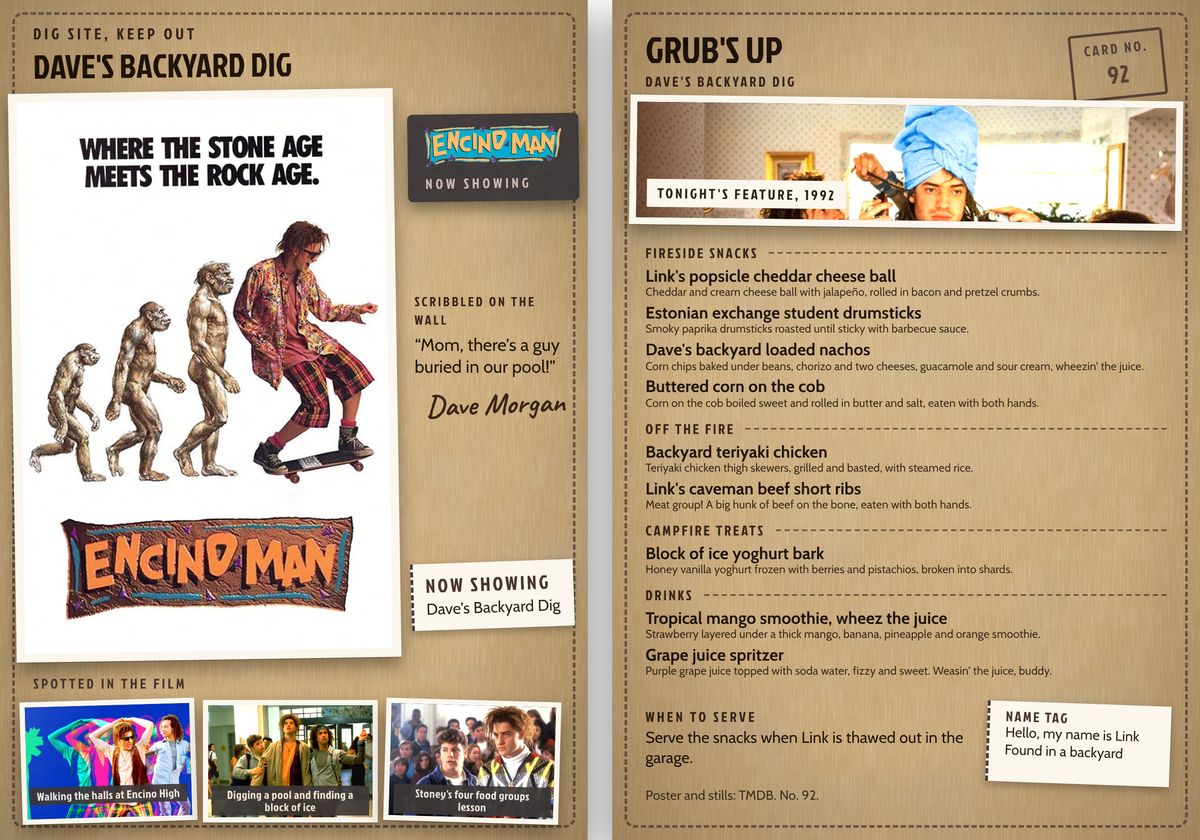 DIG SITE, KEEP OUT
DAVE'S BACKYARD DIG
WHERE THE STONE AGE
MEETS THE ROCK AGE.
ENCINO MAN
ENCINO MAN
NOW SHOWING
SCRIBBLED ON THE
WALL
“Mom, there's a guy
buried in our pool!”
Dave Morgan
NOW SHOWING
Dave's Backyard Dig
SPOTTED IN THE FILM
Walking the halls at Encino High
Digging a pool and finding a
block of ice
Stoney's four food groups
lesson
GRUB'S UP
DAVE'S BACKYARD DIG
CARD NO.
92
TONIGHT'S FEATURE, 1992
FIRESIDE SNACKS
Link's popsicle cheddar cheese ball
Cheddar and cream cheese ball with jalapeño, rolled in bacon and pretzel crumbs.
Estonian exchange student drumsticks
Smoky paprika drumsticks roasted until sticky with barbecue sauce.
Dave's backyard loaded nachos
Corn chips baked under beans, chorizo and two cheeses, guacamole and sour cream, wheezin' the juice.
Buttered corn on the cob
Corn on the cob boiled sweet and rolled in butter and salt, eaten with both hands.
OFF THE FIRE
Backyard teriyaki chicken
Teriyaki chicken thigh skewers, grilled and basted, with steamed rice.
Link's caveman beef short ribs
Meat group! A big hunk of beef on the bone, eaten with both hands.
CAMPFIRE TREATS
Block of ice yoghurt bark
Honey vanilla yoghurt frozen with berries and pistachios, broken into shards.
DRINKS
Tropical mango smoothie, wheez the juice
Strawberry layered under a thick mango, banana, pineapple and orange smoothie.
Grape juice spritzer
Purple grape juice topped with soda water, fizzy and sweet. Weasin' the juice, buddy.
WHEN TO SERVE
Serve the snacks when Link is thawed out in the
garage.
NAME TAG
Hello, my name is Link
Found in a backyard
Poster and stills: TMDB. No. 92.